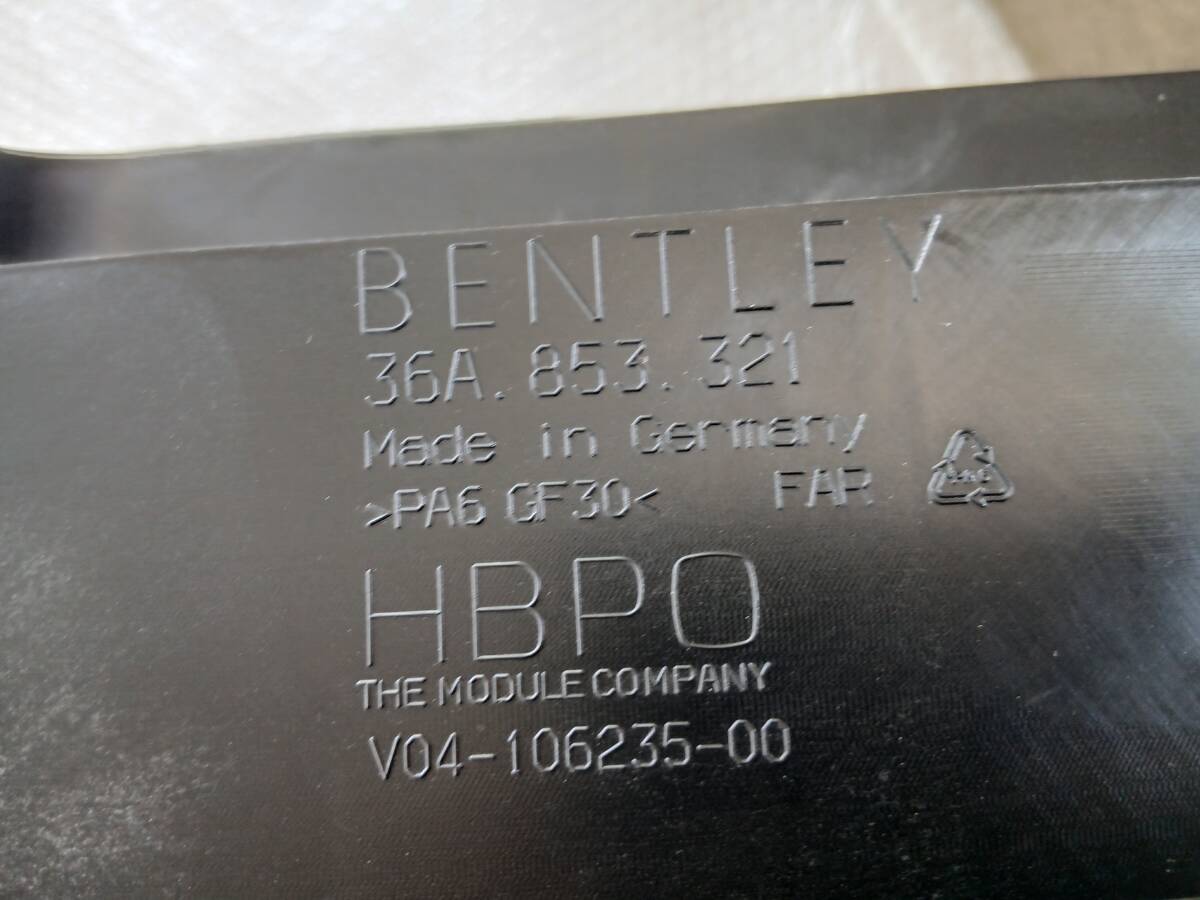 BENTLEY
36A.853.321
Made in Germany
>PA6 GF30< FAR
HBPO
THE MODULE COMPANY
V04-106235-00